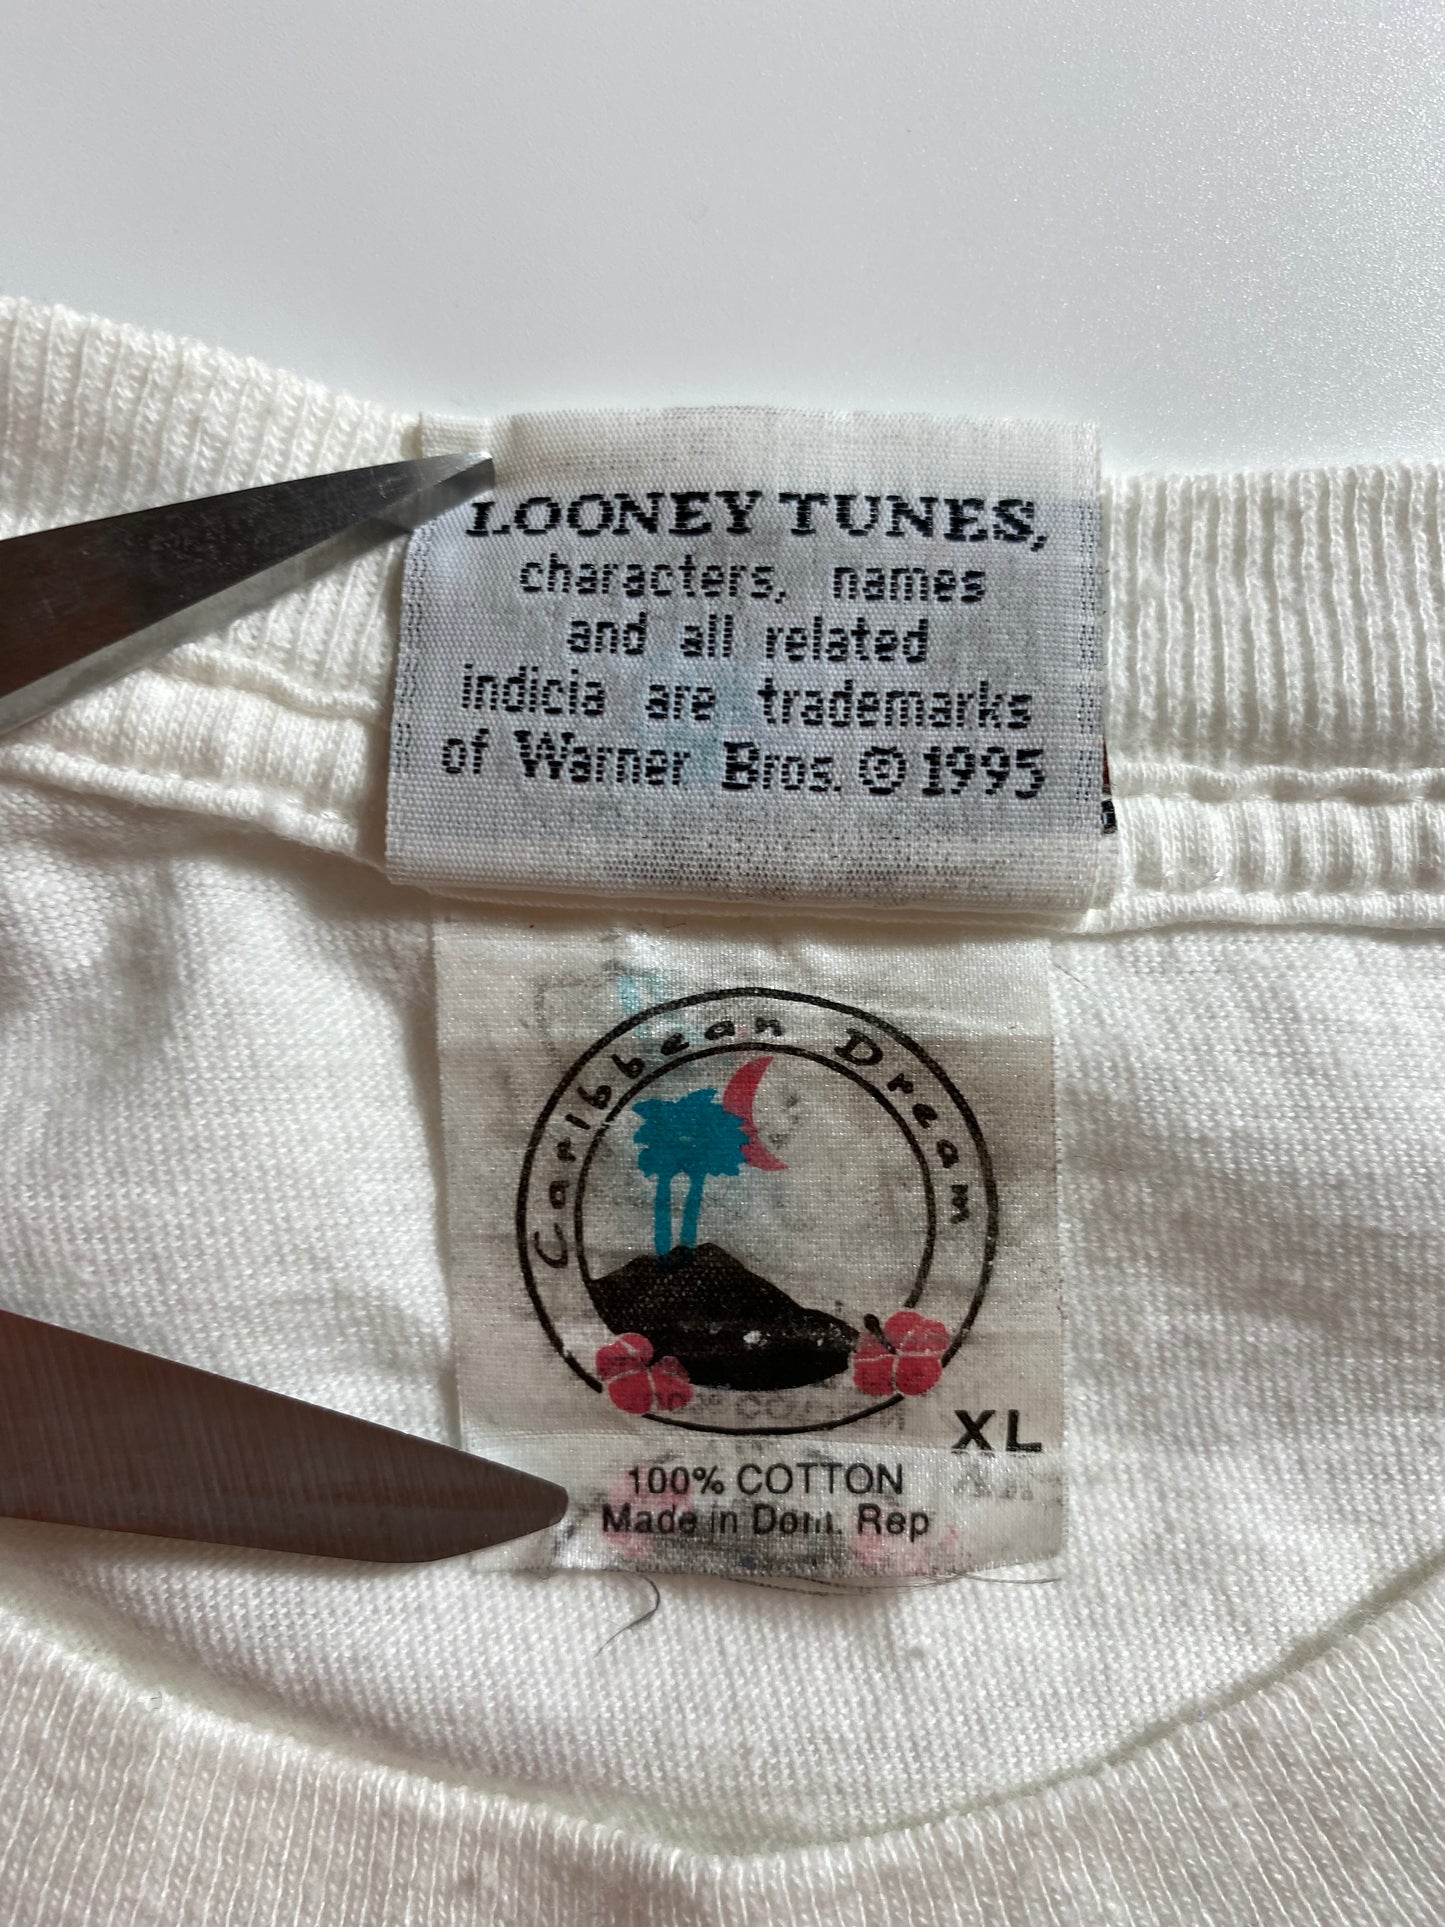 LOONEY TUNES,
characters, names
and all related
indicia are trademarks
of Warner Bros. © 1995
Caribbean Dream
XL
100% COTTON
Made in Dom. Rep